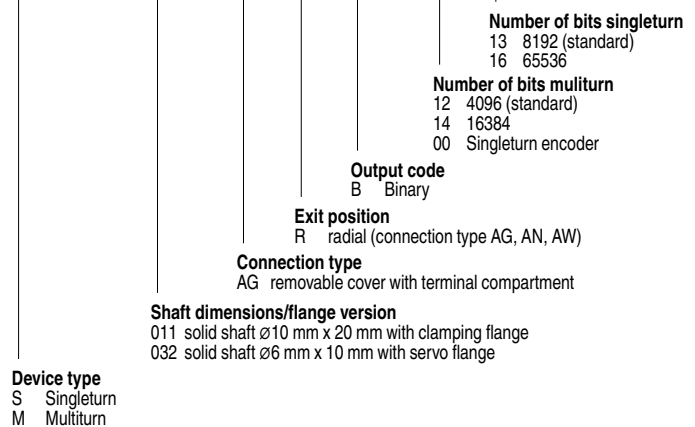 Number of bits singleturn
13 8192 (standard)
16 65536
Number of bits muliturn
12 4096 (standard)
14 16384
00 Singleturn encoder
Output code
B Binary
Exit position
R radial (connection type AG, AN, AW)
Connection type
AG removable cover with terminal compartment
Shaft dimensions/flange version
011 solid shaft ∅10 mm x 20 mm with clamping flange
032 solid shaft ∅6 mm x 10 mm with servo flange
Device type
S Singleturn
M Multiturn